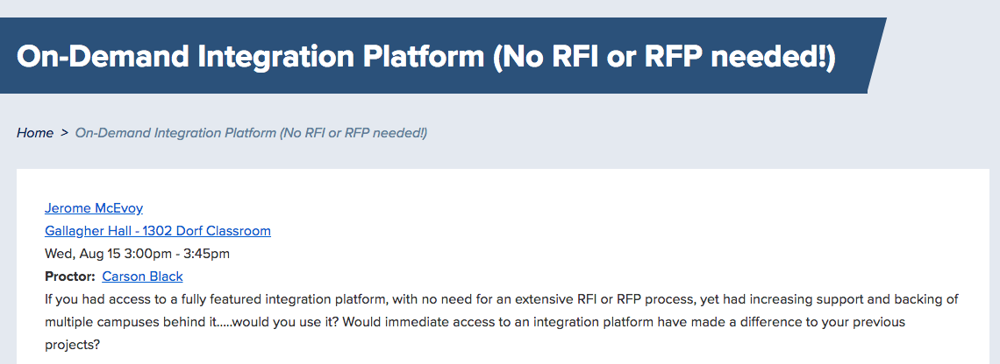 On-Demand Integration Platform (No RFI or RFP needed!)
Home > On-Demand Integration Platform (No RFI or RFP needed!)
Jerome McEvoy
Gallagher Hall - 1302 Dorf Classroom
Wed, Aug 15 3:00pm - 3:45pm
Proctor: Carson Black
If you had access to a fully featured integration platform, with no need for an extensive RFI or RFP process, yet had increasing support and backing of
multiple campuses behind it.....would you use it? Would immediate access to an integration platform have made a difference to your previous
projects?